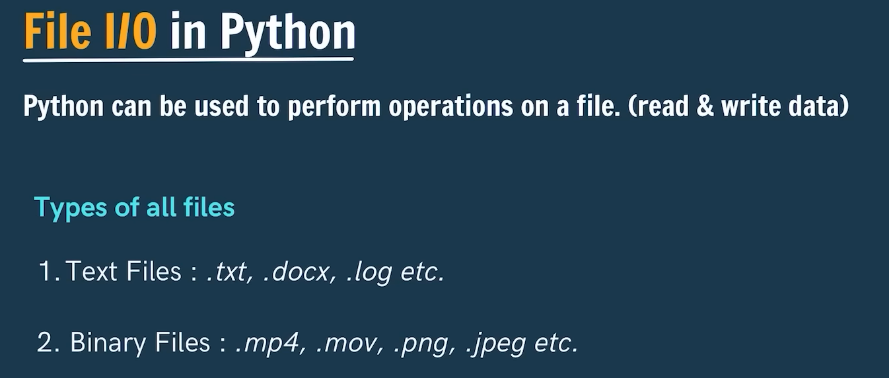 File I/O in Python
Python can be used to perform operations on a file. (read & write data)
Types of all files
1. Text Files : .txt, .docx, .log etc.
2. Binary Files : .mp4, .mov, .png, .jpeg etc.